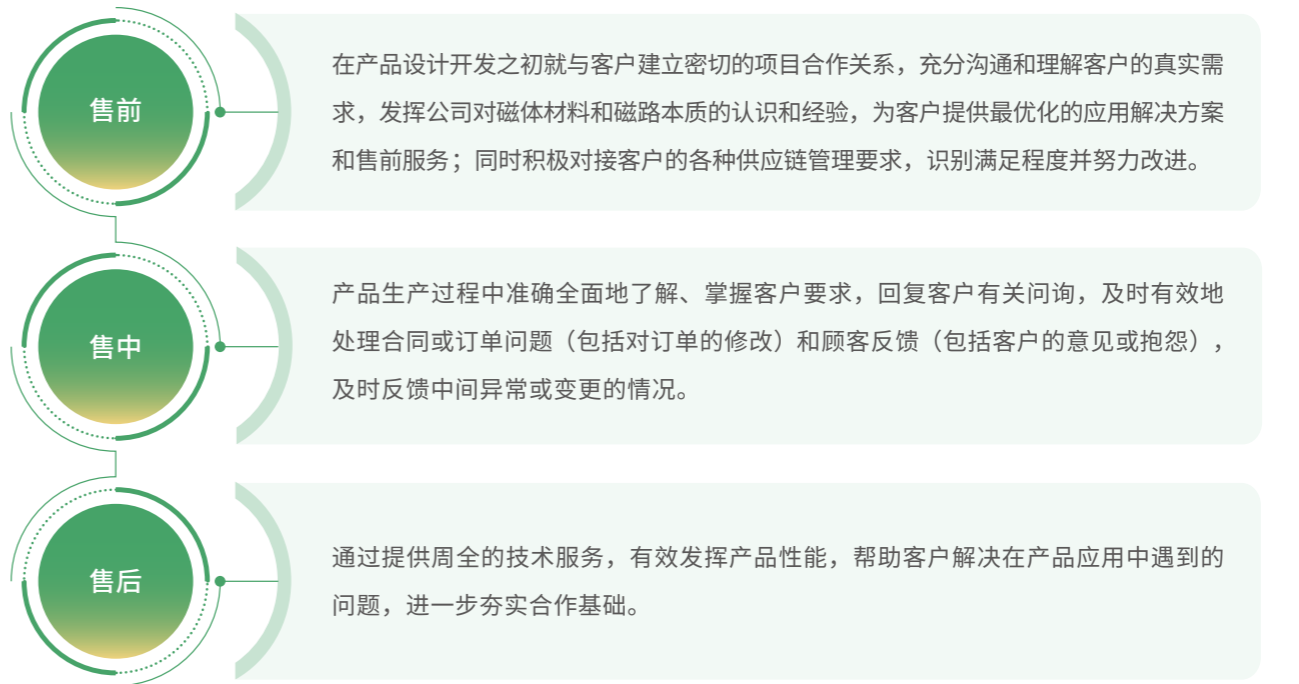 售前
在产品设计开发之初就与客户建立密切的项目合作关系，充分沟通和理解客户的真实需
求，发挥公司对磁体材料和磁路本质的认识和经验，为客户提供最优化的应用解决方案
和售前服务；同时积极对接客户的各种供应链管理要求，识别满足程度并努力改进。
售中
产品生产过程中准确全面地了解、掌握客户要求，回复客户有关问询，及时有效地
处理合同或订单问题（包括对订单的修改）和顾客反馈（包括客户的意见或抱怨），
及时反馈中间异常或变更的情况。
售后
通过提供周全的技术服务，有效发挥产品性能，帮助客户解决在产品应用中遇到的
问题，进一步夯实合作基础。